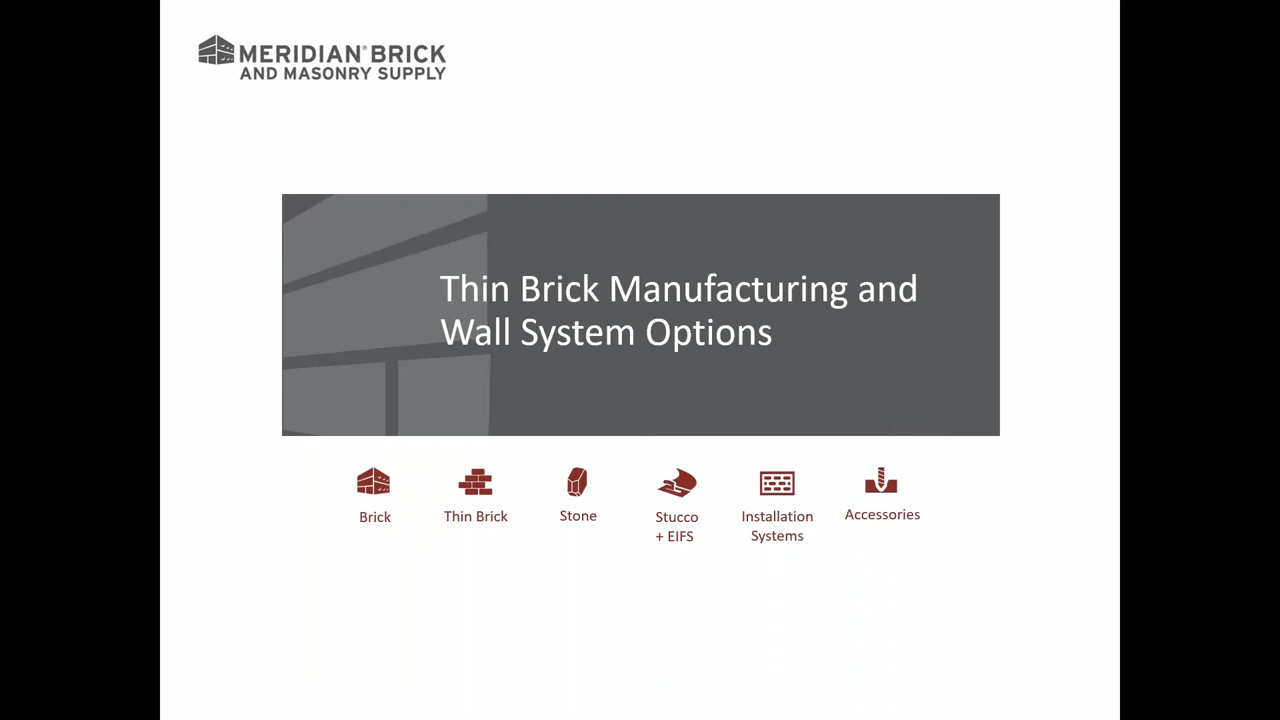 MERIDIAN® BRICK
AND MASONRY SUPPLY
Thin Brick Manufacturing and
Wall System Options
Brick
Thin Brick
Stone
Stucco
+ EIFS
Installation
Systems
Accessories